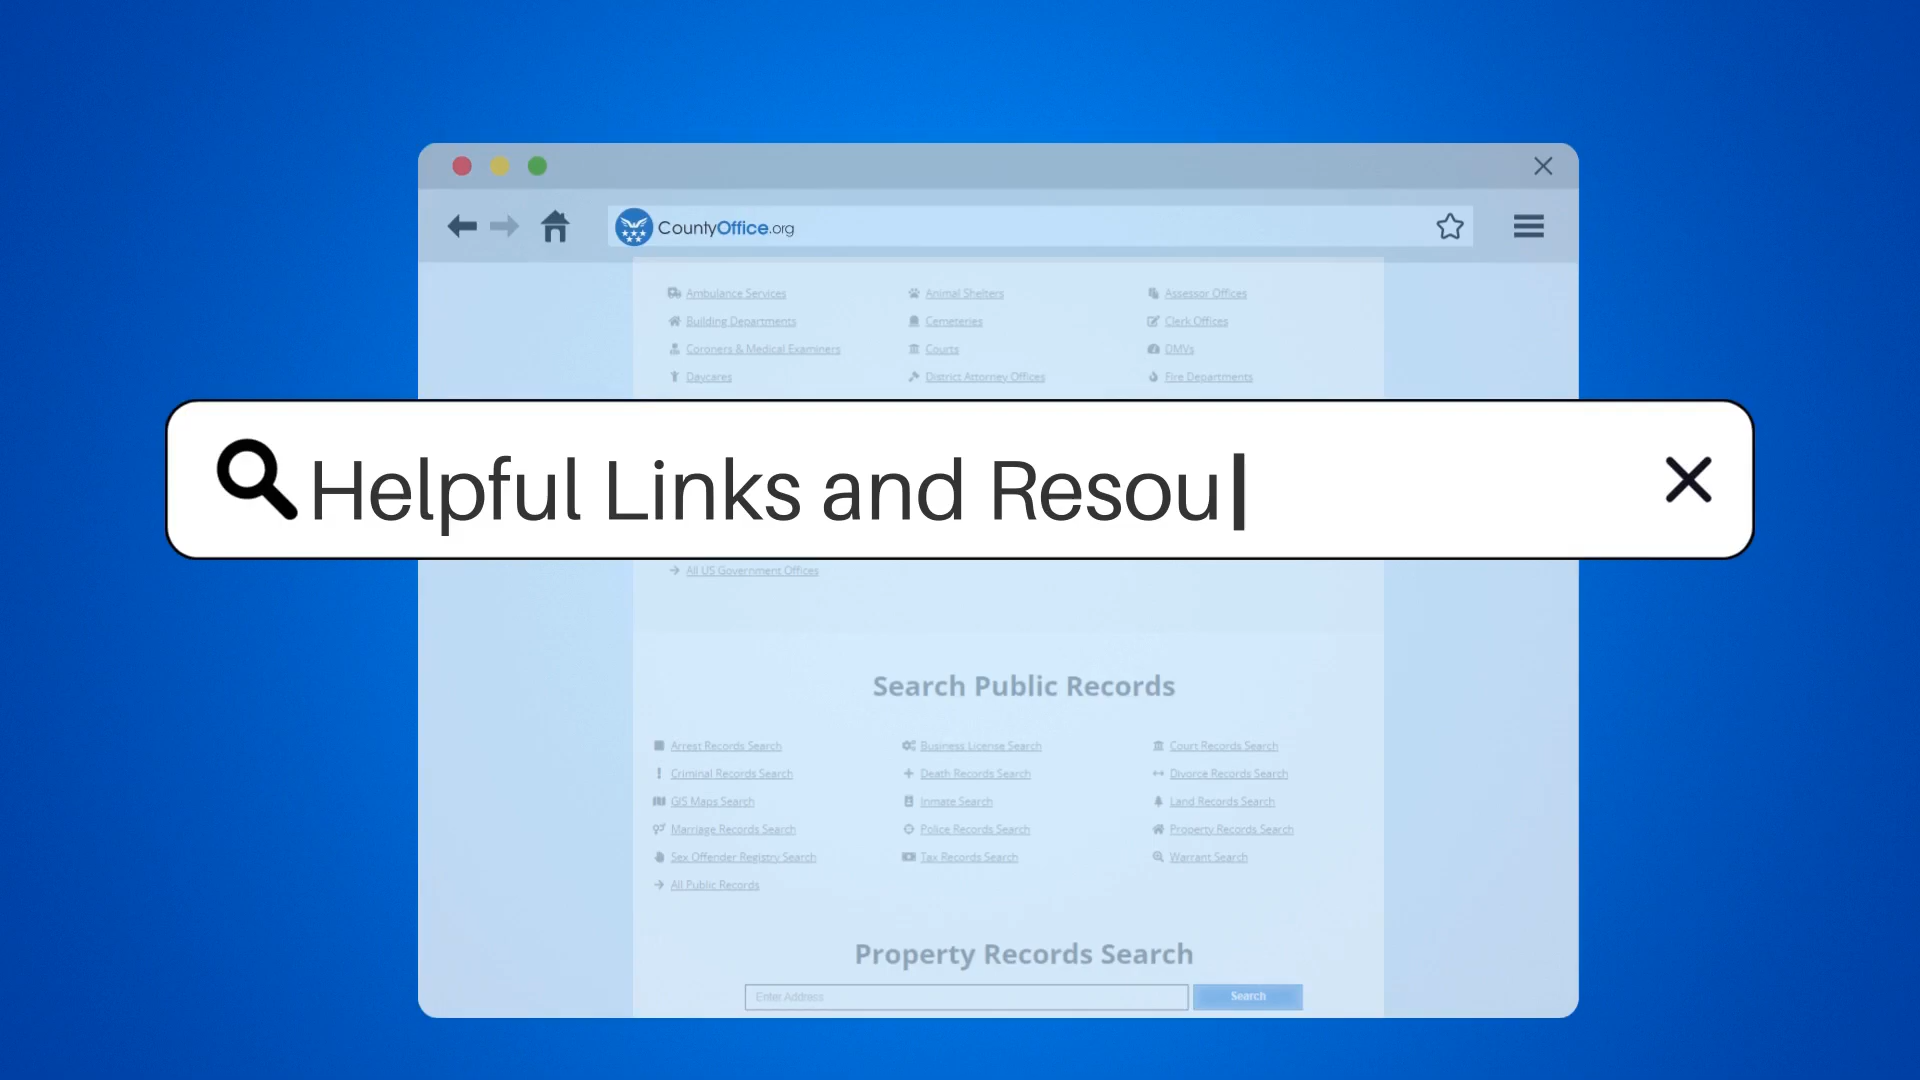 CountyOffice.org
Ambulance Services Animal Shelters Assessor Offices
Building Departments Cemeteries Clerk Offices
Coroners & Medical Examiners Courts DMVs
Daycares District Attorney Offices Fire Departments
Helpful Links and Resou
All US Government Offices
Search Public Records
Arrest Records Search Business License Search Court Records Search
Criminal Records Search Death Records Search Divorce Records Search
GIS Maps Search Inmate Search Land Records Search
Marriage Records Search Police Records Search Property Records Search
Sex Offender Registry Search Tax Records Search Warrant Search
All Public Records
Property Records Search
Enter Address Search